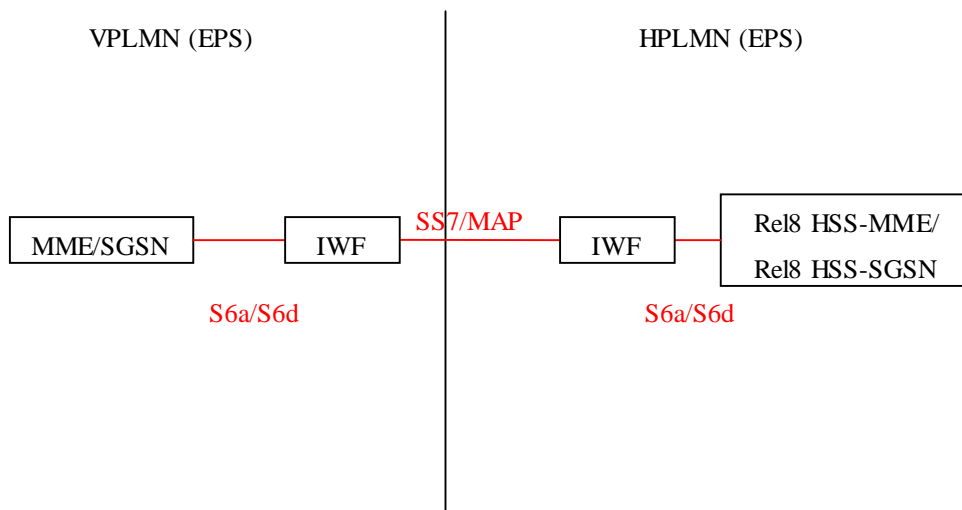 VPLMN (EPS)
HPLMN (EPS)
MME/SGSN
IWF
SS7/MAP
IWF
Rel8 HSS-MME/
Rel8 HSS-SGSN
S6a/S6d
S6a/S6d